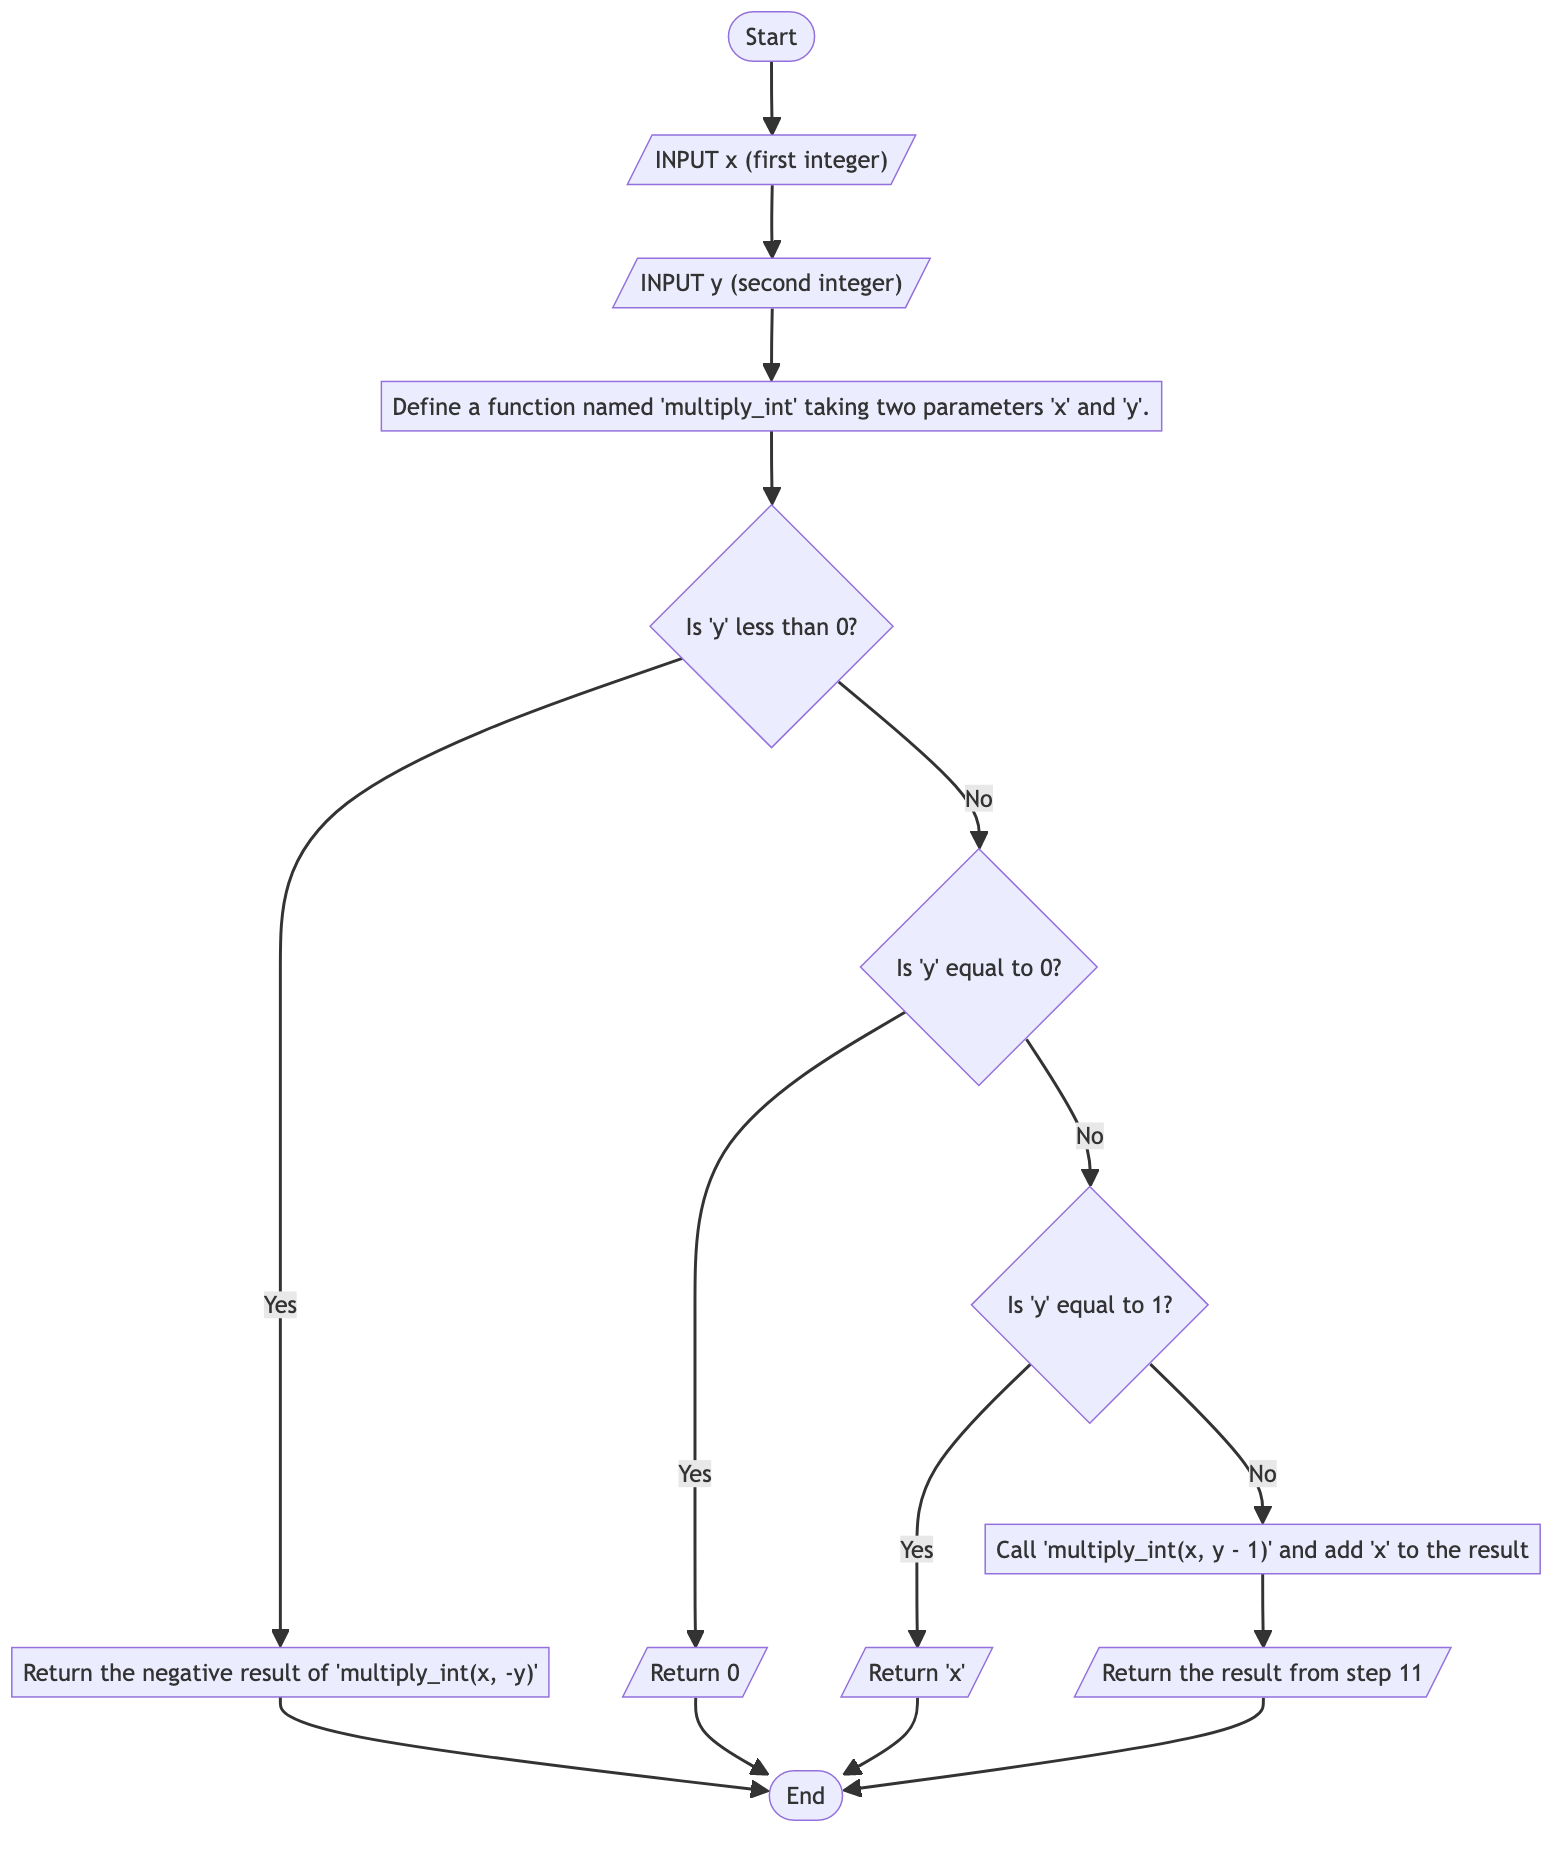 Start
INPUT x (first integer)
INPUT y (second integer)
Define a function named 'multiply_int' taking two parameters 'x' and 'y'.
Is 'y' less than 0?
No
Is 'y' equal to 0?
No
Is 'y' equal to 1?
Yes
Yes
No
Yes
Call 'multiply_int(x, y - 1)' and add 'x' to the result
Return the negative result of 'multiply_int(x, -y)'
Return 0
Return 'x'
Return the result from step 11
End